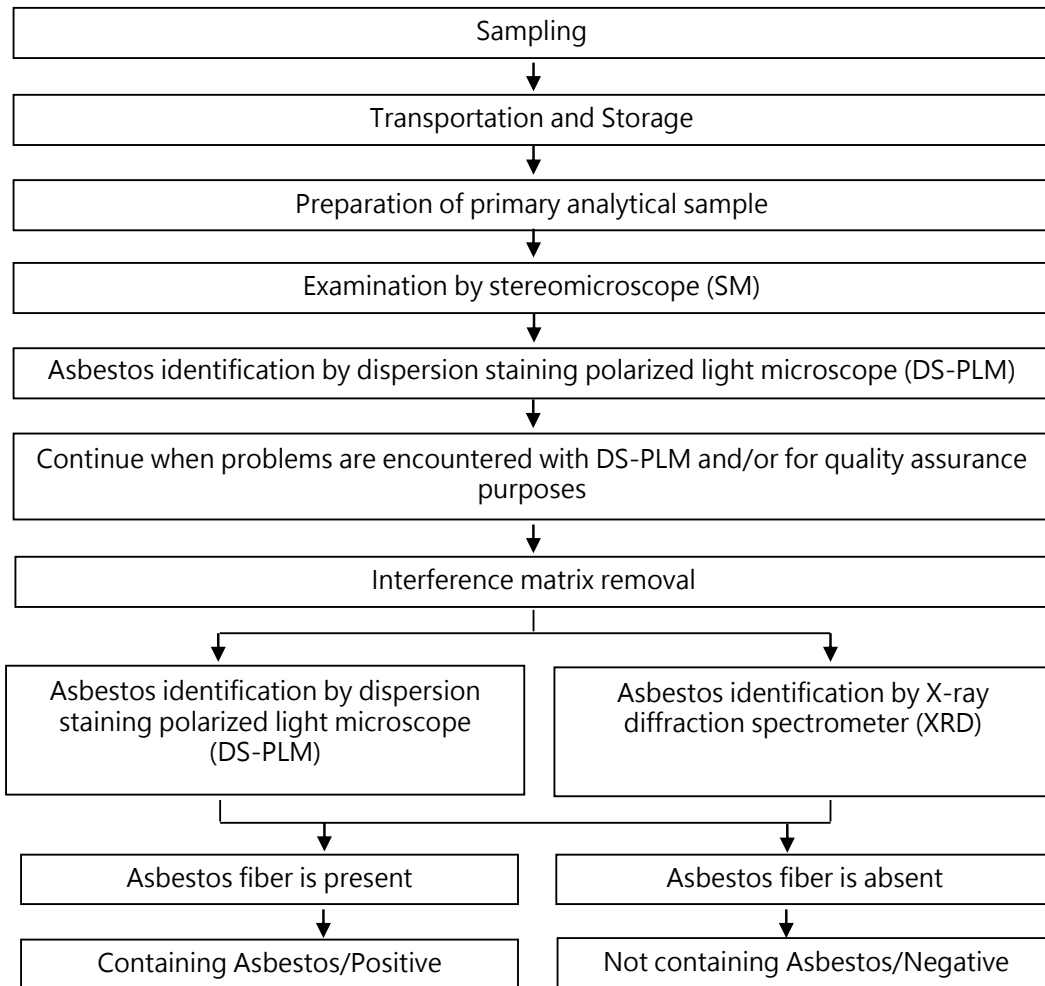 Sampling
Transportation and Storage
Preparation of primary analytical sample
Examination by stereomicroscope (SM)
Asbestos identification by dispersion staining polarized light microscope (DS-PLM)
Continue when problems are encountered with DS-PLM and/or for quality assurance
purposes
Interference matrix removal
Asbestos identification by dispersion
staining polarized light microscope
(DS-PLM)
Asbestos identification by X-ray
diffraction spectrometer (XRD)
Asbestos fiber is present
Asbestos fiber is absent
Containing Asbestos/Positive
Not containing Asbestos/Negative